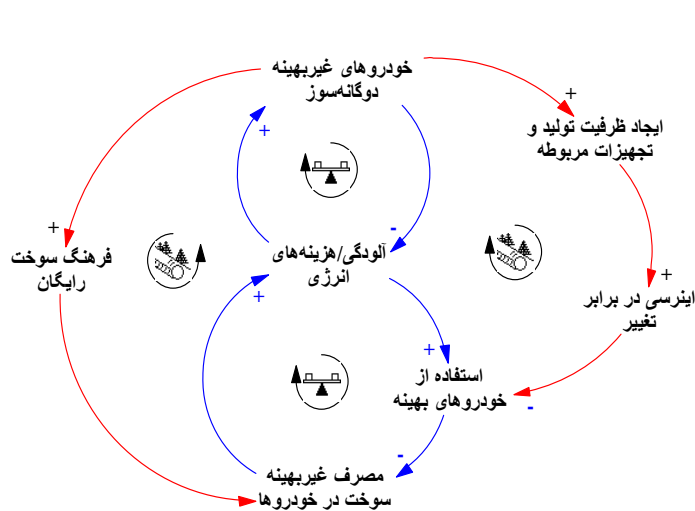 خودروهای غیربهینه
دوگانه‌سوز
+
+
ایجاد ظرفیت تولید و
تجهیزات مربوطه
-
+
فرهنگ سوخت
رایگان
آلودگی/هزینه‌های
انرژی
+
+
اینرسی در برابر
تغییر
+
استفاده از
خودروهای بهینه
-
-
مصرف غیربهینه
سوخت در خودروها